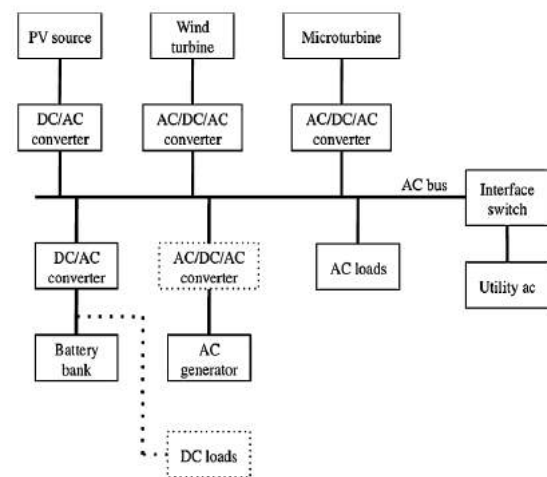 PV source
Wind
turbine
Microturbine
DC/AC
converter
AC/DC/AC
converter
AC/DC/AC
converter
AC bus
Interface
switch
DC/AC
converter
AC/DC/AC
converter
AC loads
Utility ac
Battery
bank
AC
generator
DC loads